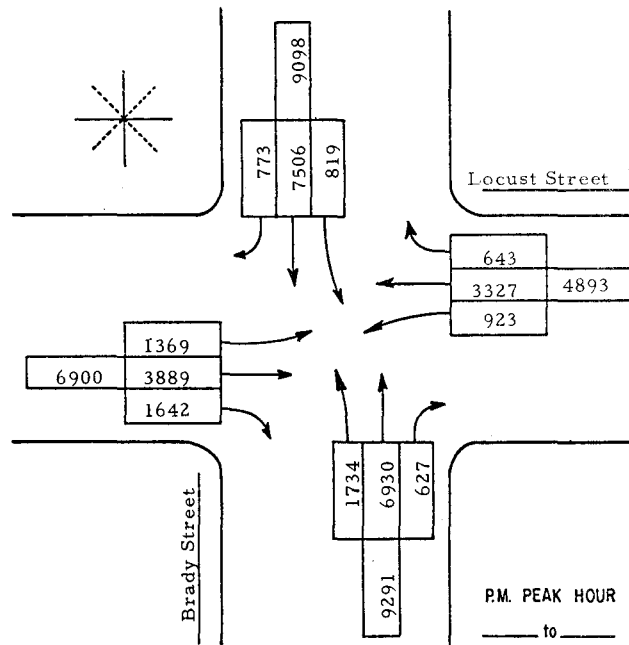 9098
773 7506 819
Locust Street
643
3327 4893
923
1369
6900 3889
1642
1734 6930 627
9291
Brady Street
P.M. PEAK HOUR
to